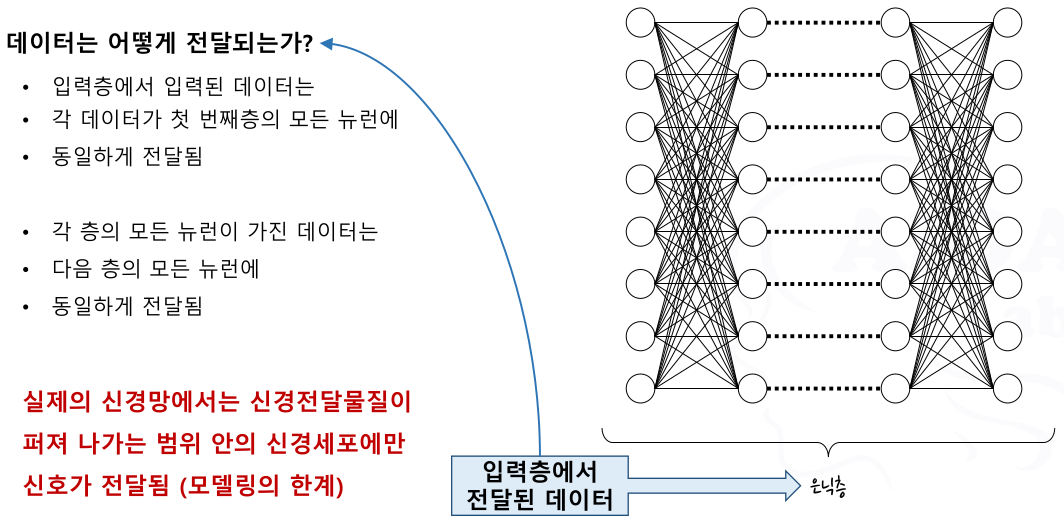 데이터는 어떻게 전달되는가?
• 입력층에서 입력된 데이터는
• 각 데이터가 첫 번째층의 모든 뉴런에
• 동일하게 전달됨
• 각 층의 모든 뉴런이 가진 데이터는
• 다음 층의 모든 뉴런에
• 동일하게 전달됨
실제의 신경망에서는 신경전달물질이
퍼져 나가는 범위 안의 신경세포에만
신호가 전달됨 (모델링의 한계)
입력층에서
전달된 데이터
은닉층